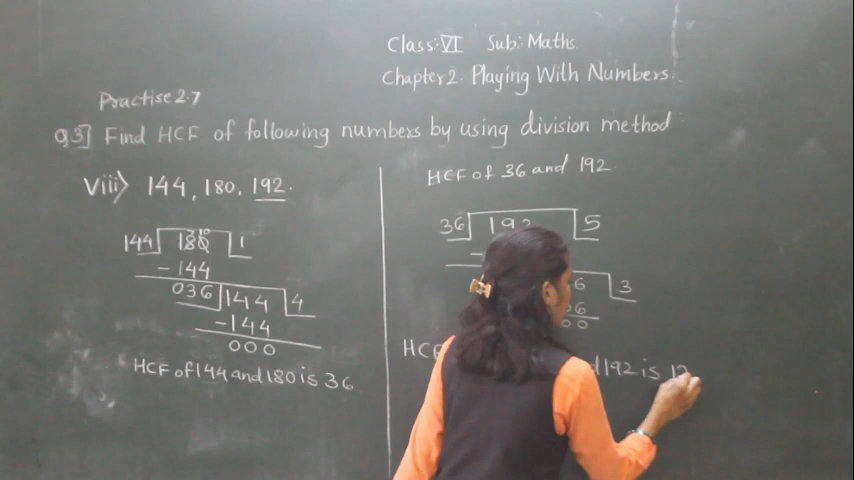 Class: VI Sub: Maths
Chapter 2. Playing With Numbers.
Practise 2.7
Q3] Find HCF of following numbers by using division method
Viii) 144, 180, 192.
144 180 1
- 144
036 144 4
- 144
000
HCF of 144 and 180 is 36
HCF of 36 and 192.
36 192 5
-
6 3
36
00
HCF 192 is 12